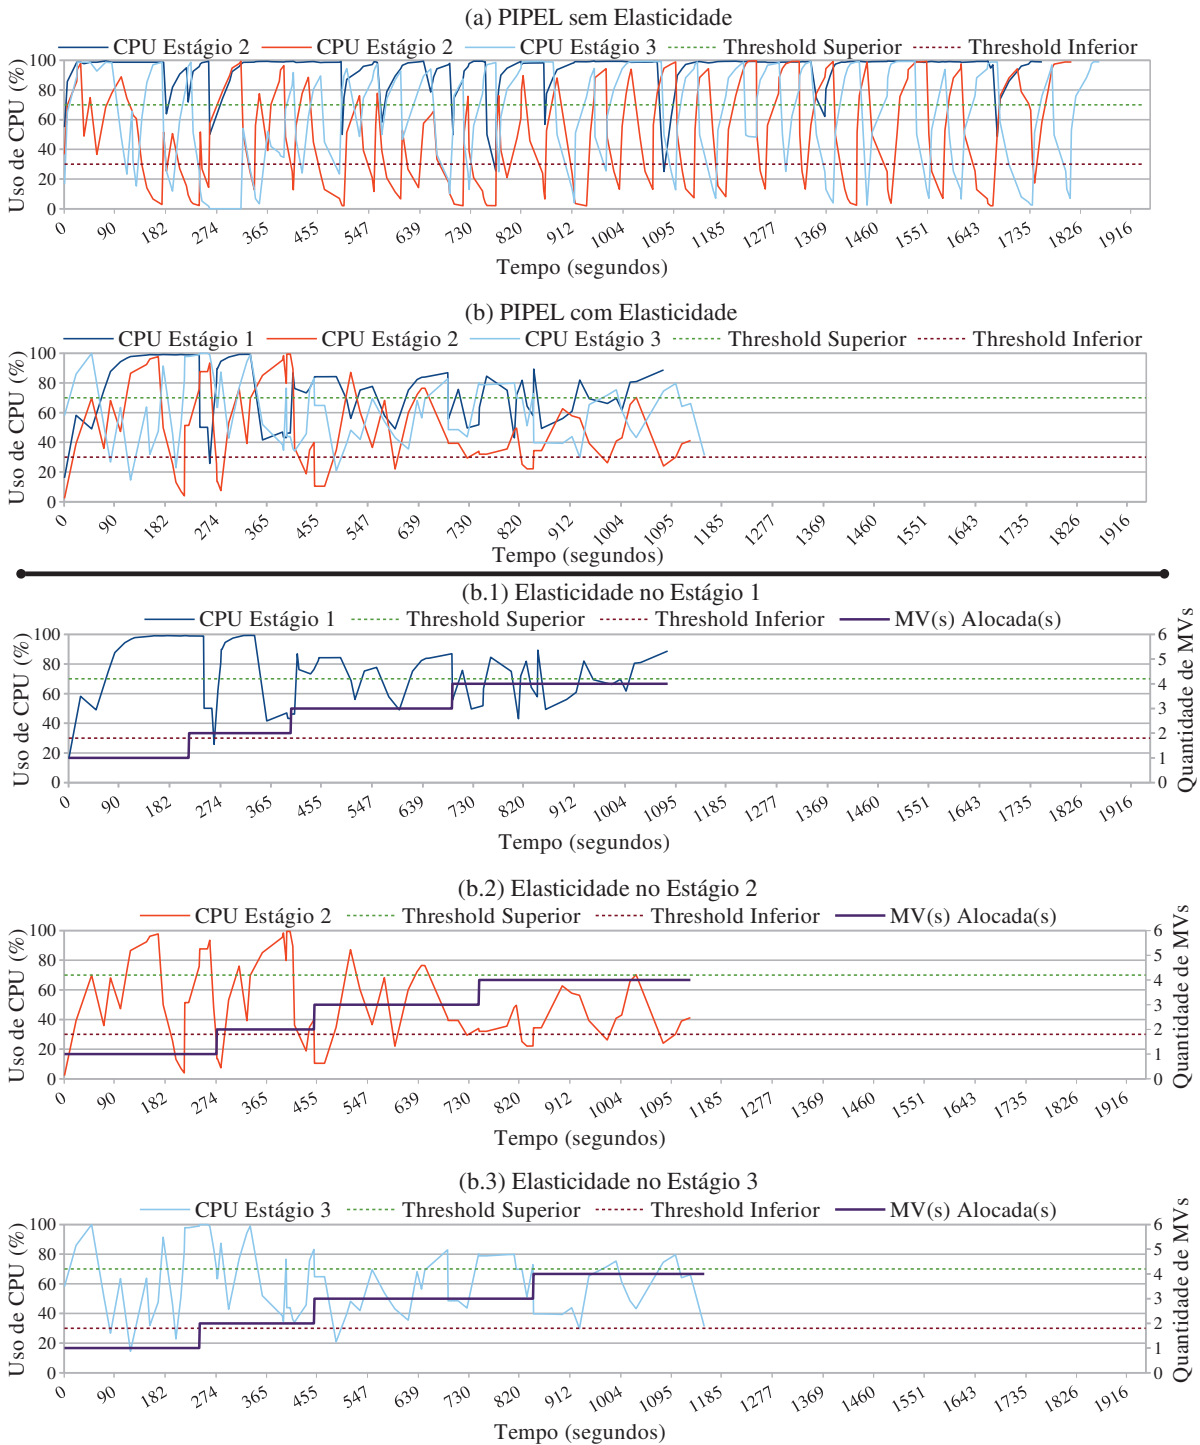 (a) PIPEL sem Elasticidade
CPU Estágio 2 CPU Estágio 2 CPU Estágio 3 Threshold Superior Threshold Inferior
Uso de CPU (%)
100
80
60
40
20
0
0 90 182 274 365 455 547 639 730 820 912 1004 1095 1185 1277 1369 1460 1551 1643 1735 1826 1916
Tempo (segundos)
(b) PIPEL com Elasticidade
CPU Estágio 1 CPU Estágio 2 CPU Estágio 3 Threshold Superior Threshold Inferior
Uso de CPU (%)
100
80
60
40
20
0
0 90 182 274 365 455 547 639 730 820 912 1004 1095 1185 1277 1369 1460 1551 1643 1735 1826 1916
Tempo (segundos)
(b.1) Elasticidade no Estágio 1
CPU Estágio 1 Threshold Superior Threshold Inferior MV(s) Alocada(s)
Uso de CPU (%)
100
80
60
40
20
0
6
5
4
3
2
1
0
Quantidade de MVs
0 90 182 274 365 455 547 639 730 820 912 1004 1095 1185 1277 1369 1460 1551 1643 1735 1826 1916
Tempo (segundos)
(b.2) Elasticidade no Estágio 2
CPU Estágio 2 Threshold Superior Threshold Inferior MV(s) Alocada(s)
Uso de CPU (%)
100
80
60
40
20
0
6
5
4
3
2
1
0
Quantidade de MVs
0 90 182 274 365 455 547 639 730 820 912 1004 1095 1185 1277 1369 1460 1551 1643 1735 1826 1916
Tempo (segundos)
(b.3) Elasticidade no Estágio 3
CPU Estágio 3 Threshold Superior Threshold Inferior MV(s) Alocada(s)
Uso de CPU (%)
100
80
60
40
20
0
6
5
4
3
2
1
0
Quantidade de MVs
0 90 182 274 365 455 547 639 730 820 912 1004 1095 1185 1277 1369 1460 1551 1643 1735 1826 1916
Tempo (segundos)